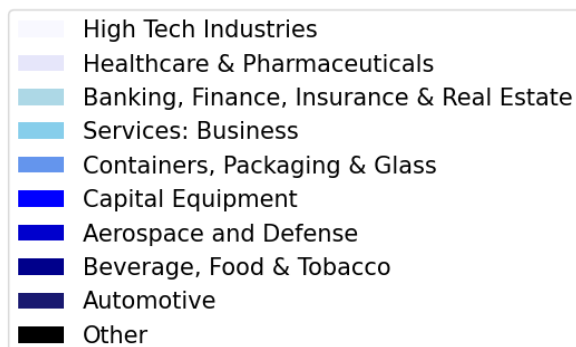 High Tech Industries
Healthcare & Pharmaceuticals
Banking, Finance, Insurance & Real Estate
Services: Business
Containers, Packaging & Glass
Capital Equipment
Aerospace and Defense
Beverage, Food & Tobacco
Automotive
Other